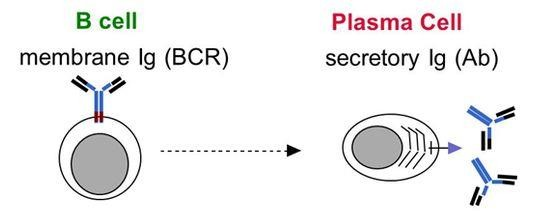 B cell
membrane Ig (BCR)
Plasma Cell
secretory Ig (Ab)